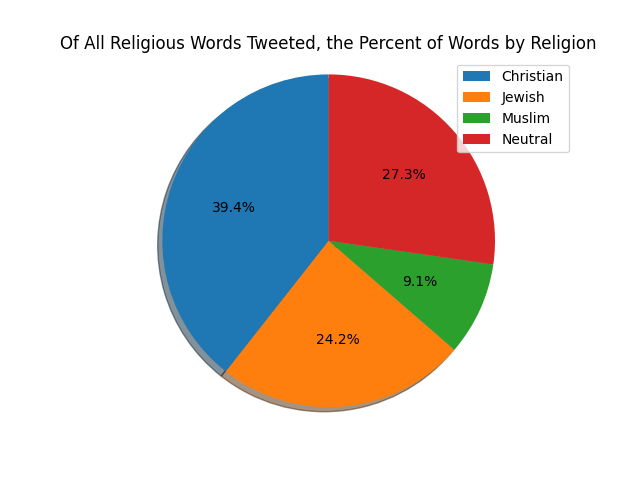 Of All Religious Words Tweeted, the Percent of Words by Religion
Christian
Jewish
Muslim
Neutral
27.3%
39.4%
9.1%
24.2%